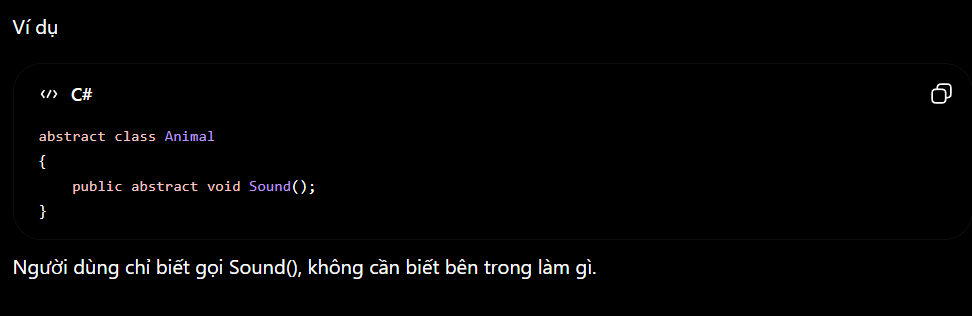 Ví dụ
C#
abstract class Animal
{
    public abstract void Sound();
}
Người dùng chỉ biết gọi Sound(), không cần biết bên trong làm gì.